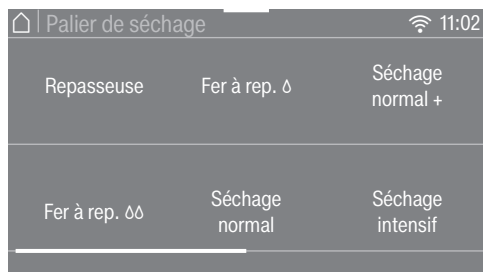 Palier de séchage 11:02
Repasseuse
Fer à rep.
Séchage
normal +
Fer à rep.
Séchage
normal
Séchage
intensif